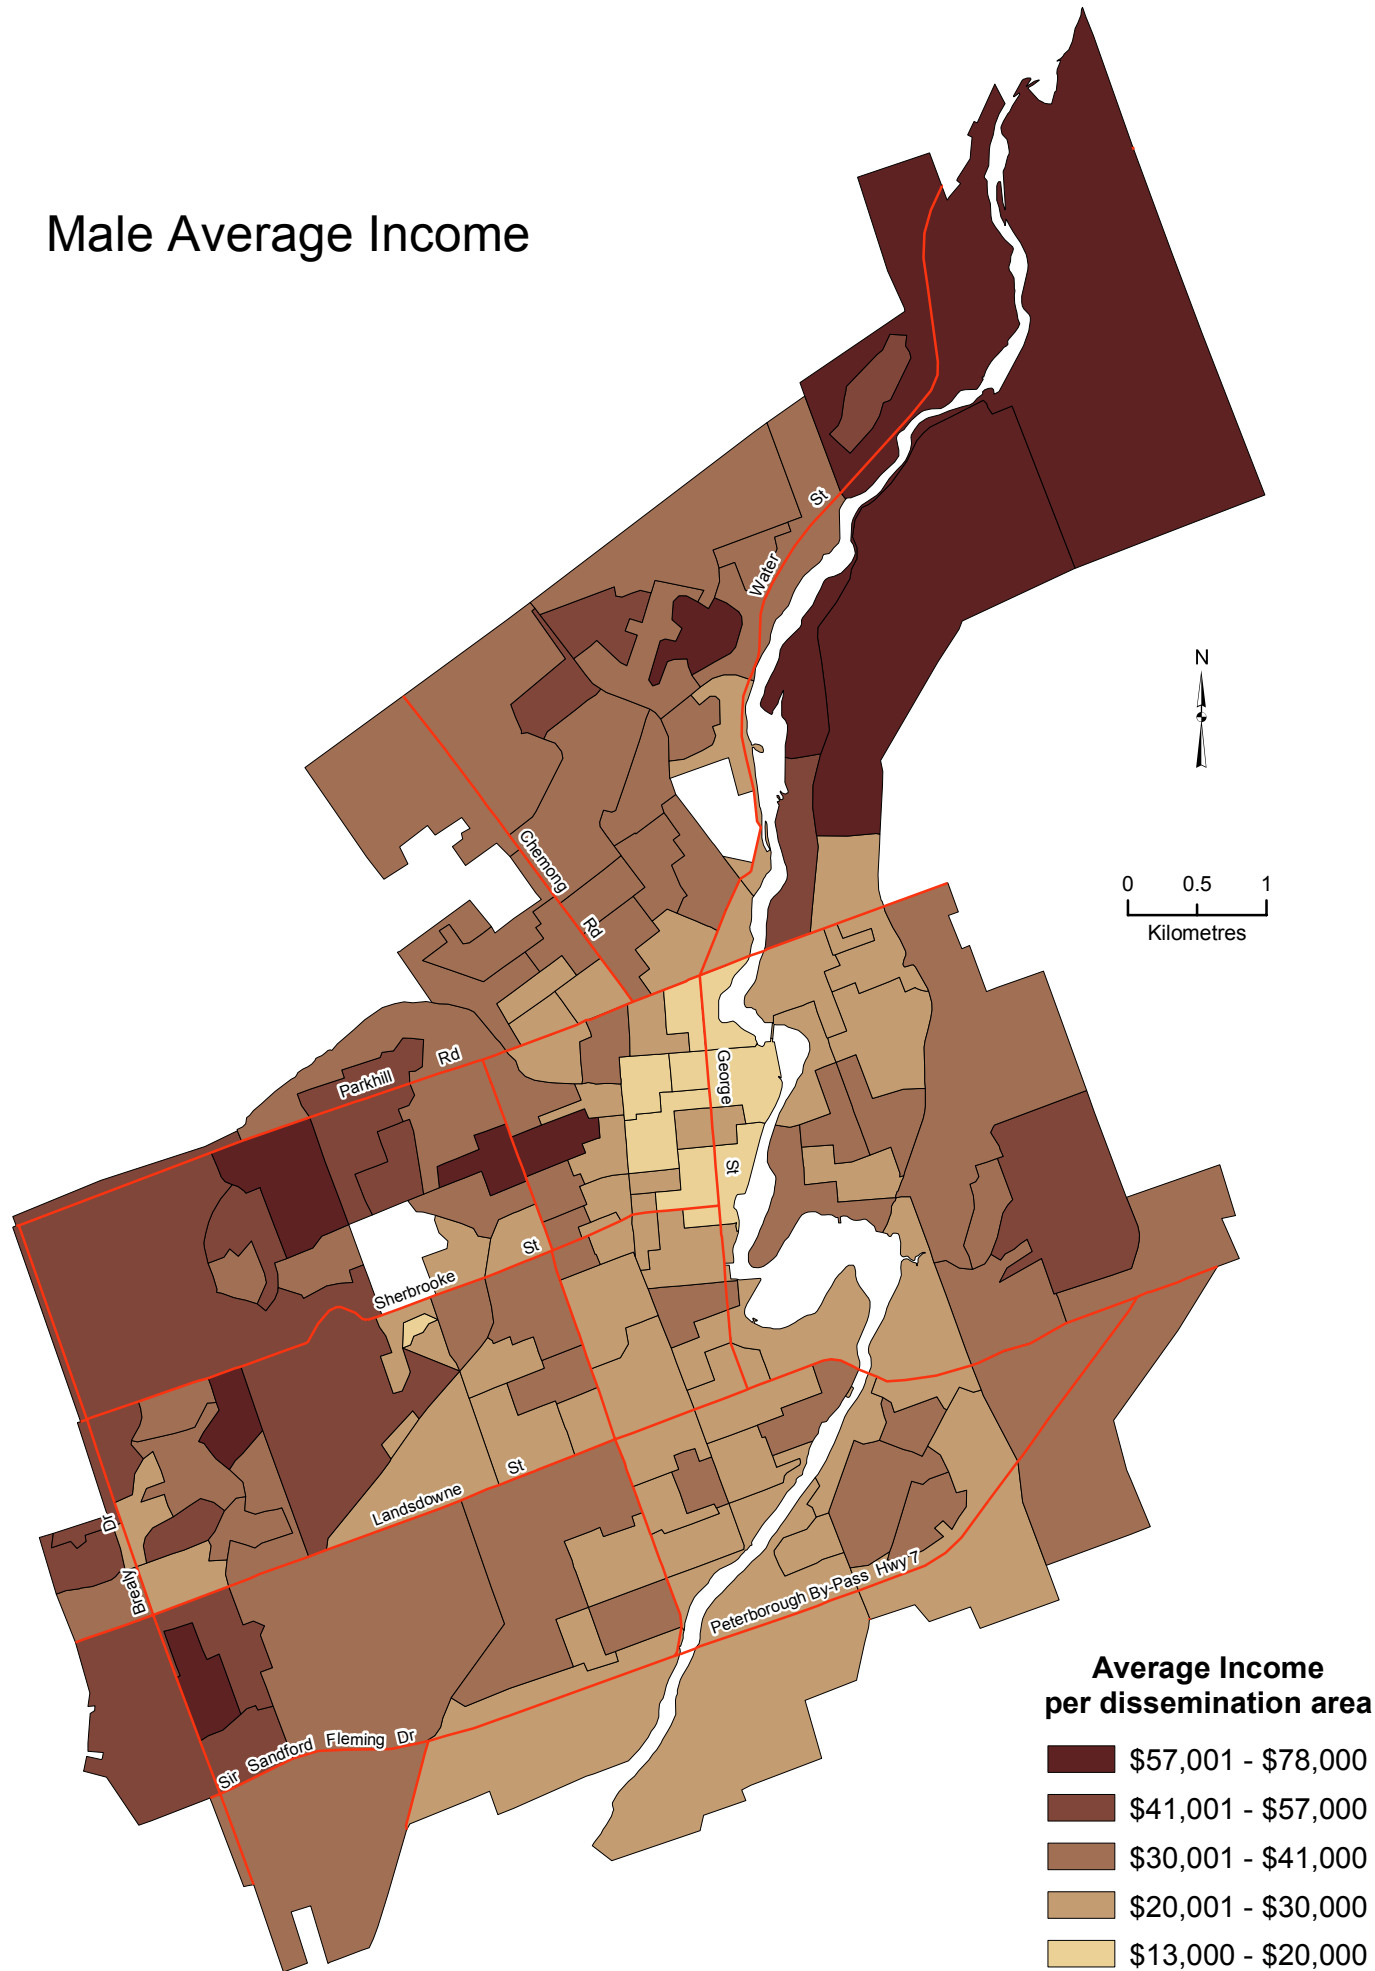 Male Average Income
St
Water
N
0 0.5 1
Kilometres
Chemong
Rd
Parkhill
Rd
George
St
Sherbrooke
St
Landsdowne
St
Brealy
Dr
Peterborough By-Pass Hwy 7
Sir Sandford Fleming Dr
Average Income
per dissemination area
$57,001 - $78,000
$41,001 - $57,000
$30,001 - $41,000
$20,001 - $30,000
$13,000 - $20,000